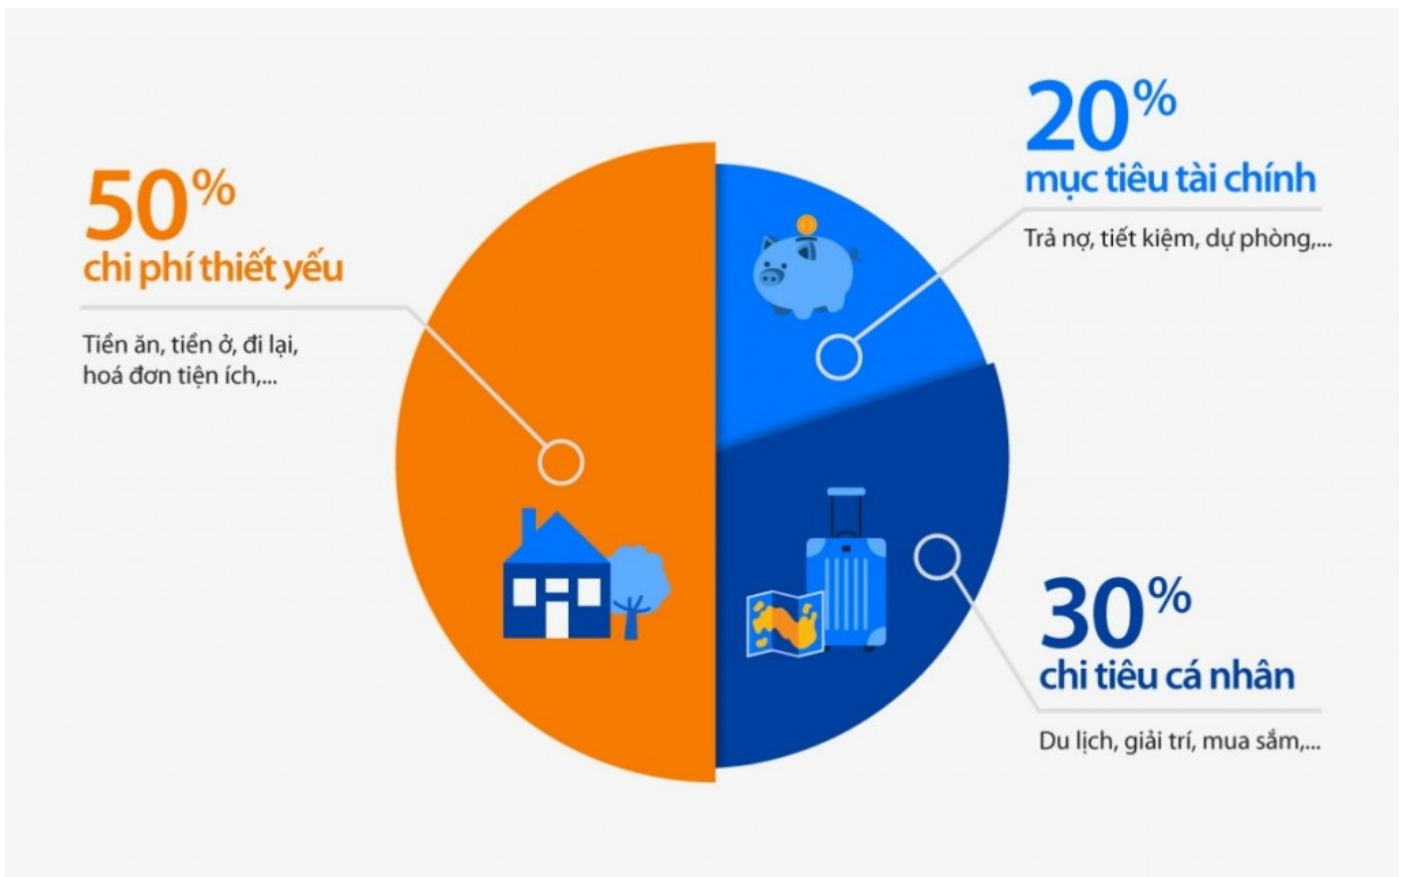 50%
chi phí thiết yếu
Tiền ăn, tiền ở, đi lại,
hoá đơn tiện ích,...
20%
mục tiêu tài chính
Trả nợ, tiết kiệm, dự phòng,...
30%
chi tiêu cá nhân
Du lịch, giải trí, mua sắm,...